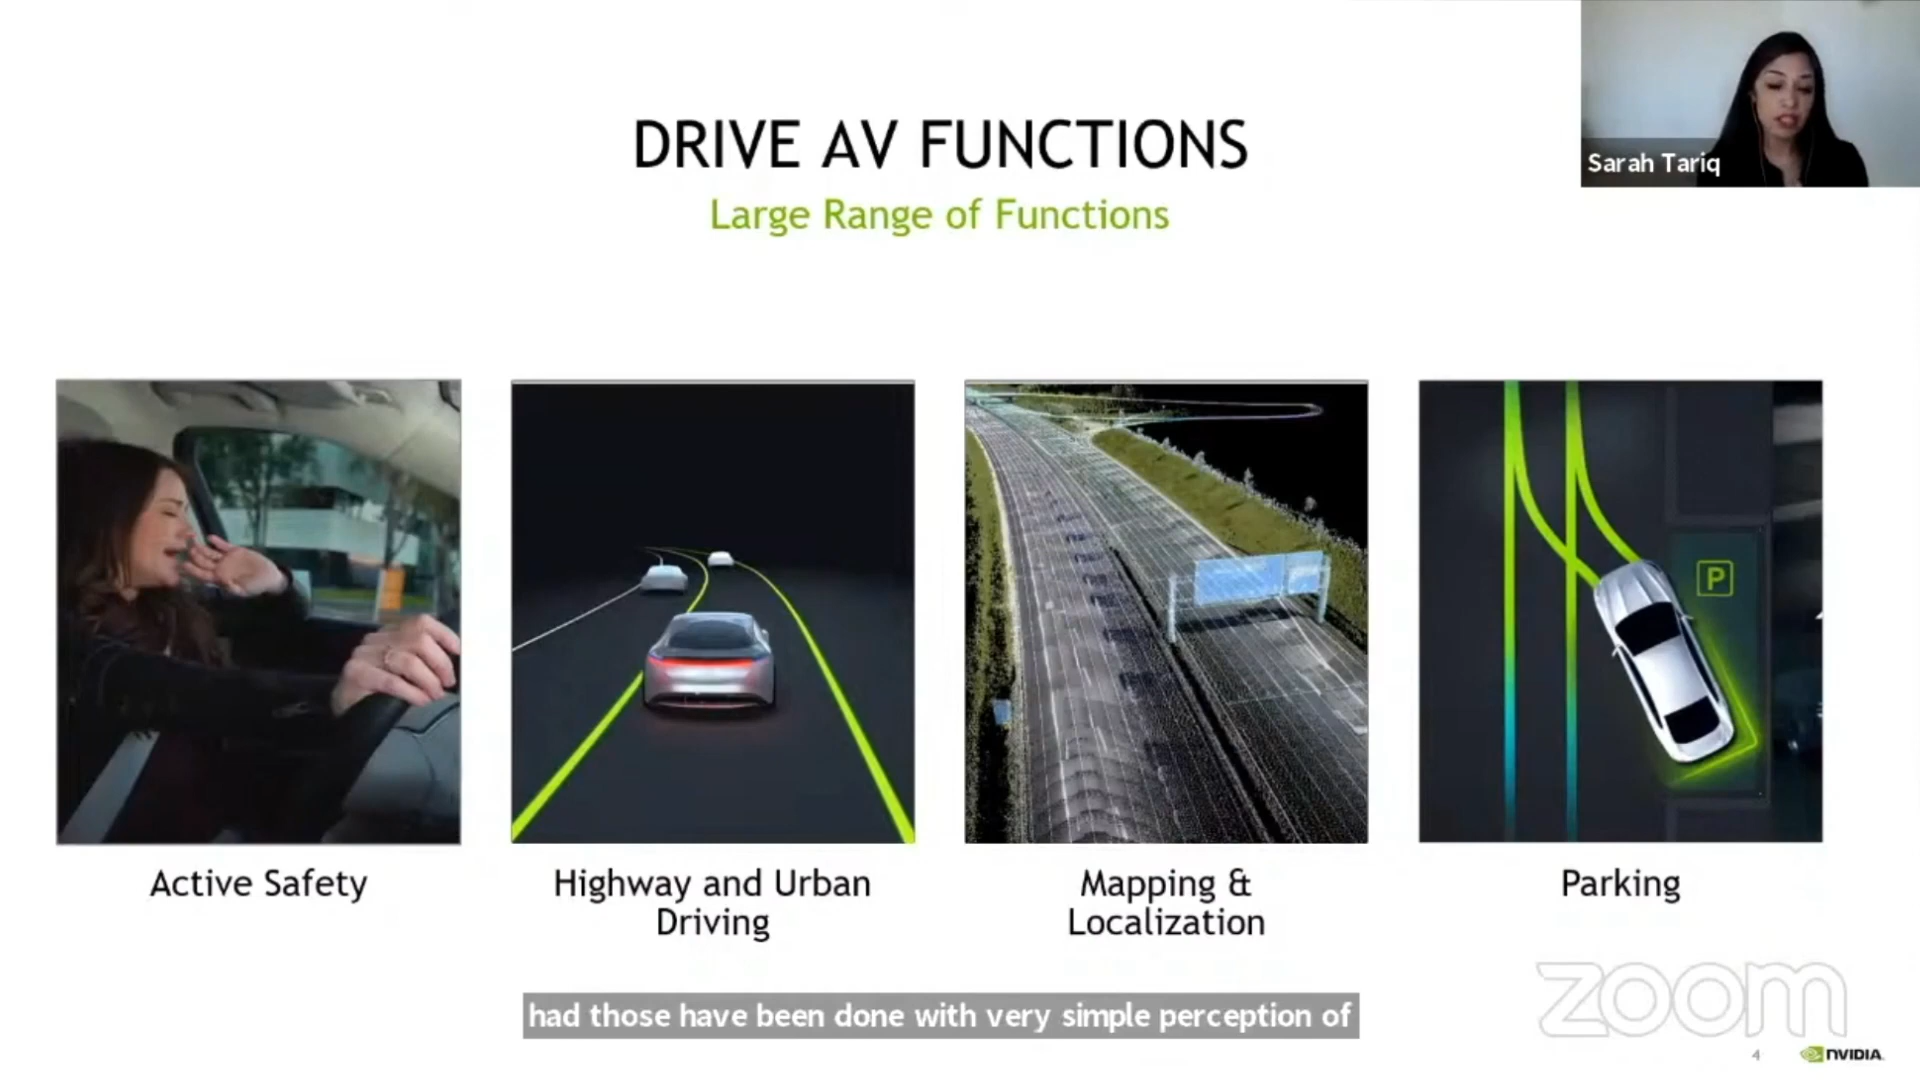 DRIVE AV FUNCTIONS
Large Range of Functions
Sarah Tariq
P
Active Safety
Highway and Urban
Driving
Mapping &
Localization
Parking
had those have been done with very simple perception of
zoom
4
NVIDIA